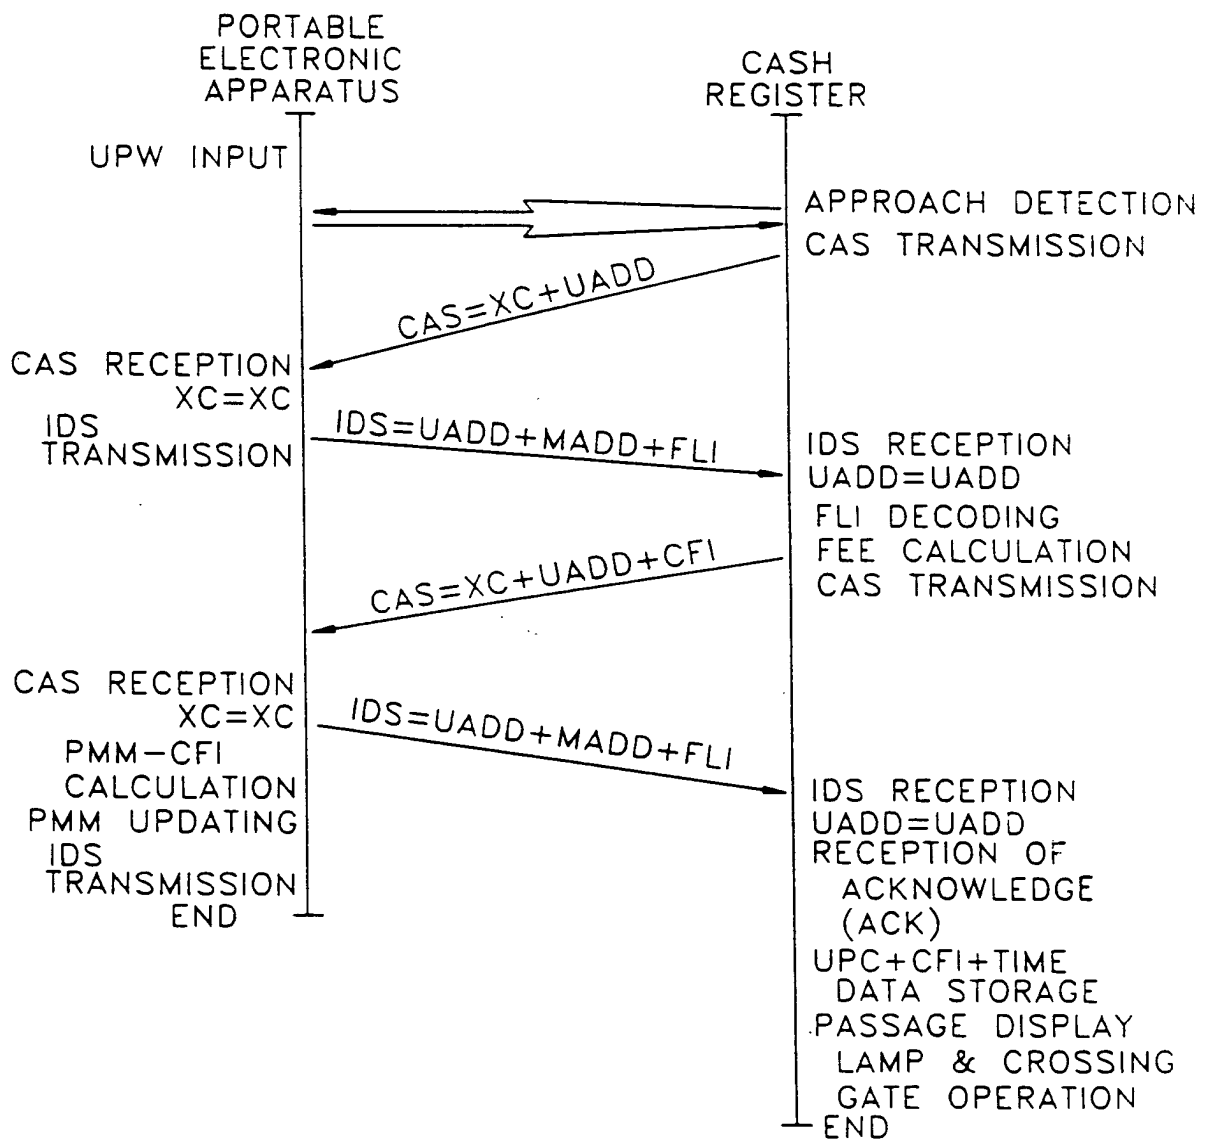 PORTABLE
ELECTRONIC
APPARATUS
CASH
REGISTER
UPW INPUT
APPROACH DETECTION
CAS TRANSMISSION
CAS=XC+UADD
CAS RECEPTION
XC=XC
IDS
TRANSMISSION
IDS=UADD+MADD+FLI
IDS RECEPTION
UADD=UADD
FLI DECODING
FEE CALCULATION
CAS TRANSMISSION
CAS=XC+UADD+CFI
CAS RECEPTION
XC=XC
IDS=UADD+MADD+FLI
PMM-CFI
CALCULATION
PMM UPDATING
IDS
TRANSMISSION
END
IDS RECEPTION
UADD=UADD
RECEPTION OF
ACKNOWLEDGE
(ACK)
UPC+CFI+TIME
DATA STORAGE
PASSAGE DISPLAY
LAMP & CROSSING
GATE OPERATION
END